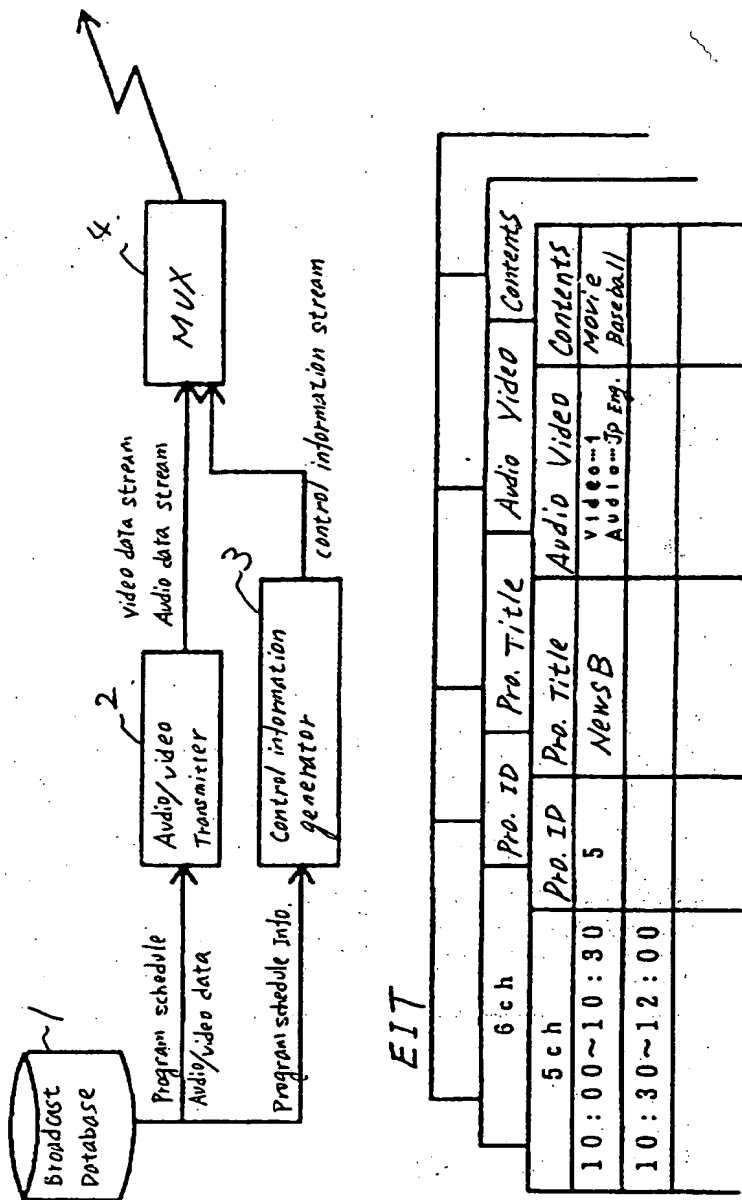 1
Broadcast
Database
Program schedule
Audio/video data
Program schedule Info.
2
Audio/video
Transmitter
3
Control information
generator
video data stream
Audio data stream
control information stream
4.
MUX
EIT
6ch Pro. ID Pro. Title Audio Video Contents
5ch Pro. ID Pro. Title Audio Video Contents
10:00~10:30 5 NewsB Video…1 Movie
Audio…Jp Eng. Baseball
10:30~12:00